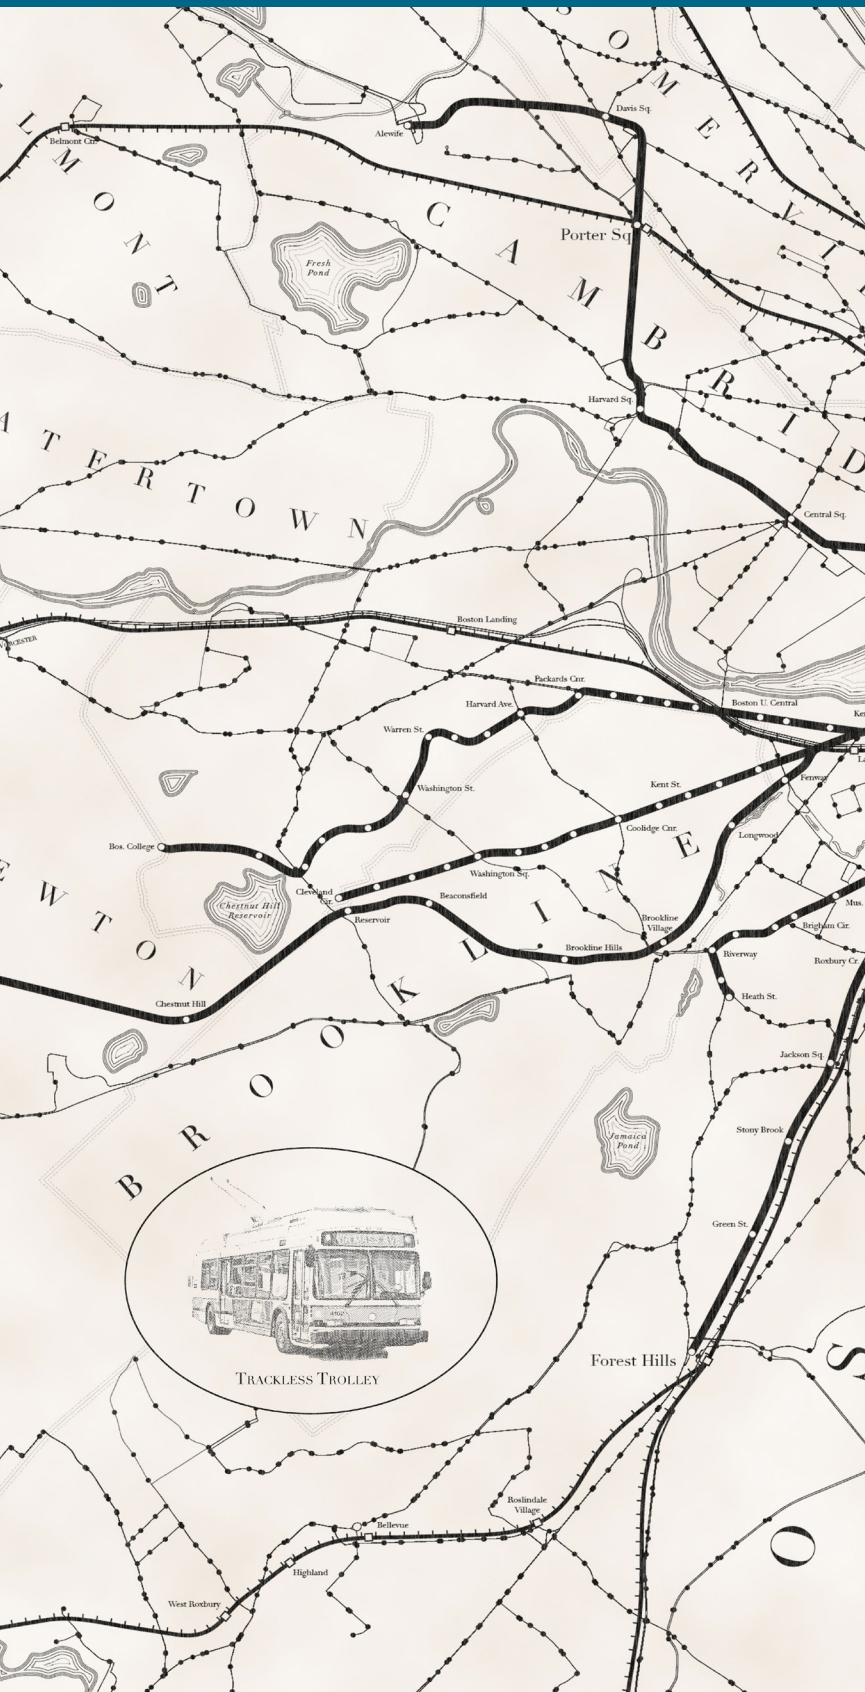 S O M E R V I
Davis Sq.
Alewife
Belmont Cntr.
L M O N T
C A M B R I D
Porter Sq.
Fresh
Pond
Harvard Sq.
A T E R T O W N
Central Sq.
Boston Landing
WORCESTER
Packards Cnr.
Harvard Ave.
Boston U. Central
Warren St.
Kent St.
Fenway
Washington St.
Coolidge Cnr.
Longwood
Bos. College
E W T O N
Washington Sq.
Cleveland
Cir.
Beaconsfield
Chestnut Hill
Reservoir
Reservoir
Mus.
Brookline
Village
Brigham Cir.
Brookline Hills
Riverway
Roxbury Cr.
B R O O K L I N E
Chestnut Hill
Heath St.
Jackson Sq.
Stony Brook
Jamaica
Pond
Green St.
Forest Hills
S
TRACKLESS TROLLEY
Roslindale
Village
Bellevue
O
Highland
West Roxbury